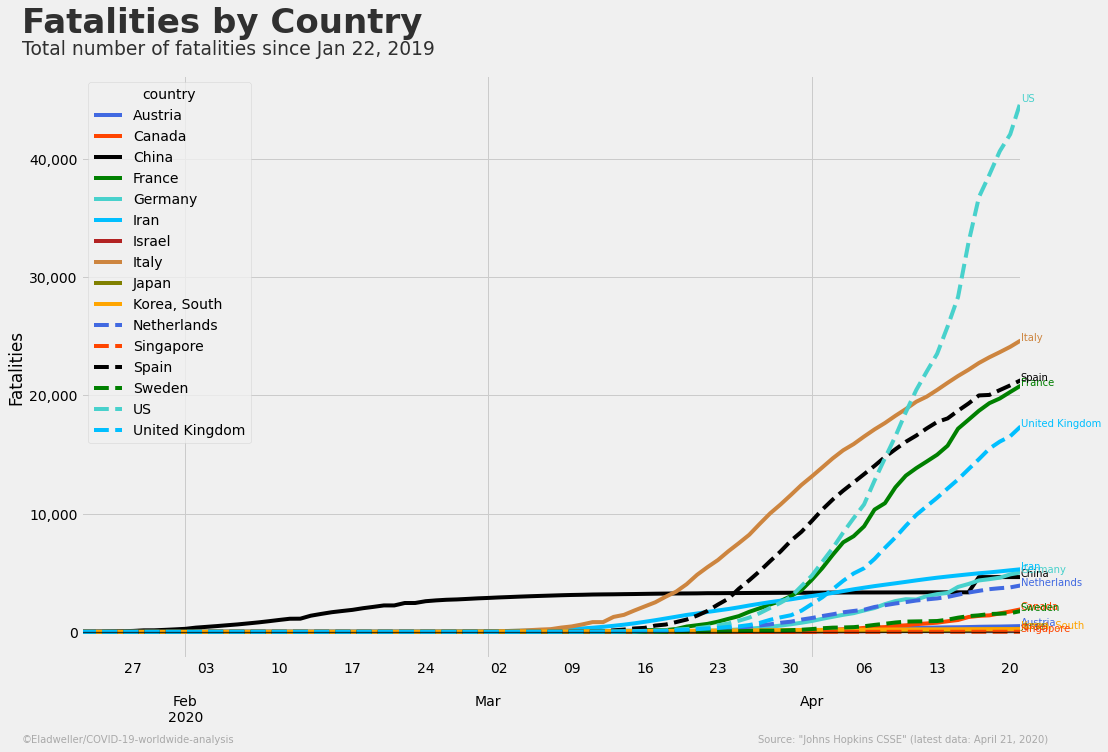 Fatalities by Country
Total number of fatalities since Jan 22, 2019
country
Austria
Canada
China
France
Germany
Iran
Israel
Italy
Japan
Korea, South
Netherlands
Singapore
Spain
Sweden
US
United Kingdom
Fatalities
40,000
30,000
20,000
10,000
0
US
Italy
Spain
France
United Kingdom
Iran
Germany
China
Netherlands
Canada
Sweden
Austria
South
Singapore
27 03 10 17 24 02 09 16 23 30 06 13 20
Feb Mar Apr
2020
©Eladweller/COVID-19-worldwide-analysis
Source: "Johns Hopkins CSSE" (latest data: April 21, 2020)